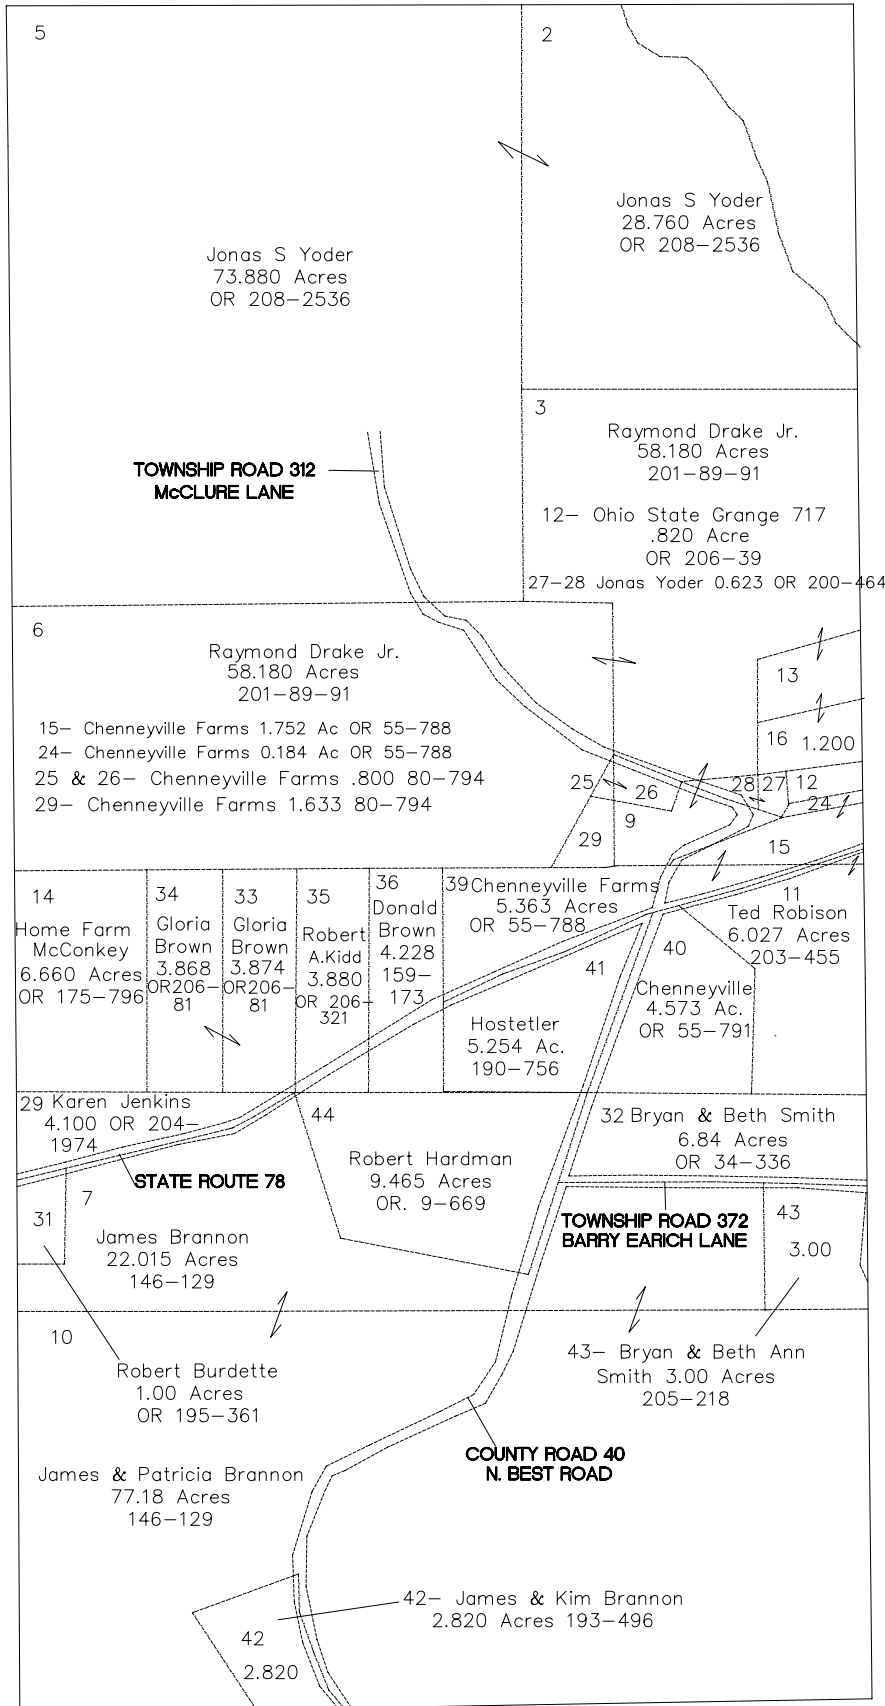 5
2
Jonas S Yoder
28.760 Acres
OR 208-2536
Jonas S Yoder
73.880 Acres
OR 208-2536
3
Raymond Drake Jr.
58.180 Acres
201-89-91
TOWNSHIP ROAD 312
McCLURE LANE
12- Ohio State Grange 717
.820 Acre
OR 206-39
27-28 Jonas Yoder 0.623 OR 200-464
6
Raymond Drake Jr.
58.180 Acres
201-89-91
13
15- Chenneyville Farms 1.752 Ac OR 55-788
24- Chenneyville Farms 0.184 Ac OR 55-788
25 & 26- Chenneyville Farms .800 80-794
29- Chenneyville Farms 1.633 80-794
16 1.200
25
26
28
27
12
24
9
29
15
14
Home Farm
McConkey
6.660 Acres
OR 175-796
34
Gloria
Brown
3.868
OR206-
81
33
Gloria
Brown
3.874
OR206-
81
35
Robert
A.Kidd
3.880
OR 206-
321
36
Donald
Brown
4.228
159-
173
39 Chenneyville Farms
5.363 Acres
OR 55-788
11
Ted Robison
6.027 Acres
203-455
40
Chenneyville
4.573 Ac.
OR 55-791
41
Hostetler
5.254 Ac.
190-756
29 Karen Jenkins
4.100 OR 204-
1974
44
Robert Hardman
9.465 Acres
OR. 9-669
32 Bryan & Beth Smith
6.84 Acres
OR 34-336
STATE ROUTE 78
31
7
James Brannon
22.015 Acres
146-129
TOWNSHIP ROAD 372
BARRY EARICH LANE
43
3.00
10
Robert Burdette
1.00 Acres
OR 195-361
43- Bryan & Beth Ann
Smith 3.00 Acres
205-218
COUNTY ROAD 40
N. BEST ROAD
James & Patricia Brannon
77.18 Acres
146-129
42- James & Kim Brannon
2.820 Acres 193-496
42
2.820